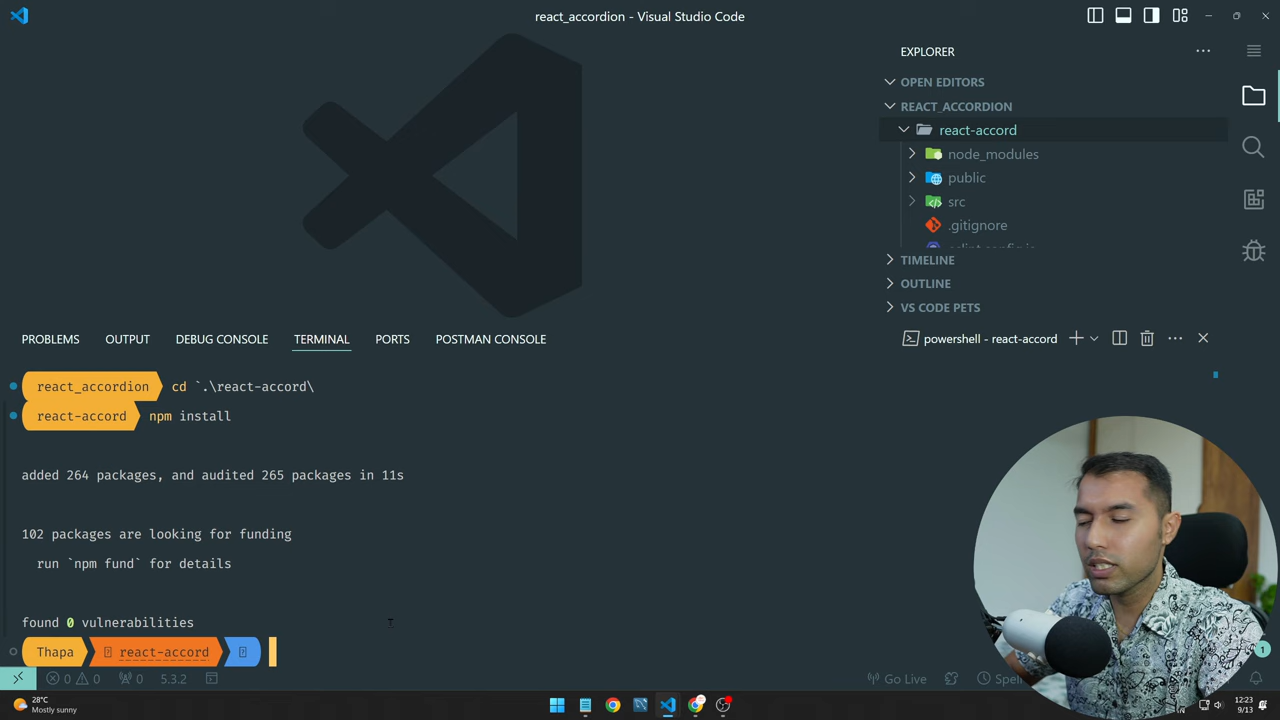 react_accordion - Visual Studio Code
EXPLORER
OPEN EDITORS
REACT_ACCORDION
react-accord
node_modules
public
src
.gitignore
TIMELINE
OUTLINE
VS CODE PETS
PROBLEMS OUTPUT DEBUG CONSOLE TERMINAL PORTS POSTMAN CONSOLE
powershell - react-accord
react_accordion cd `.\react-accord\
react-accord npm install
added 264 packages, and audited 265 packages in 11s
102 packages are looking for funding
run `npm fund` for details
found 0 vulnerabilities
Thapa react-accord
0 0 0 5.3.2 Go Live Spell
1
28°C
Mostly sunny
12:23
9/13